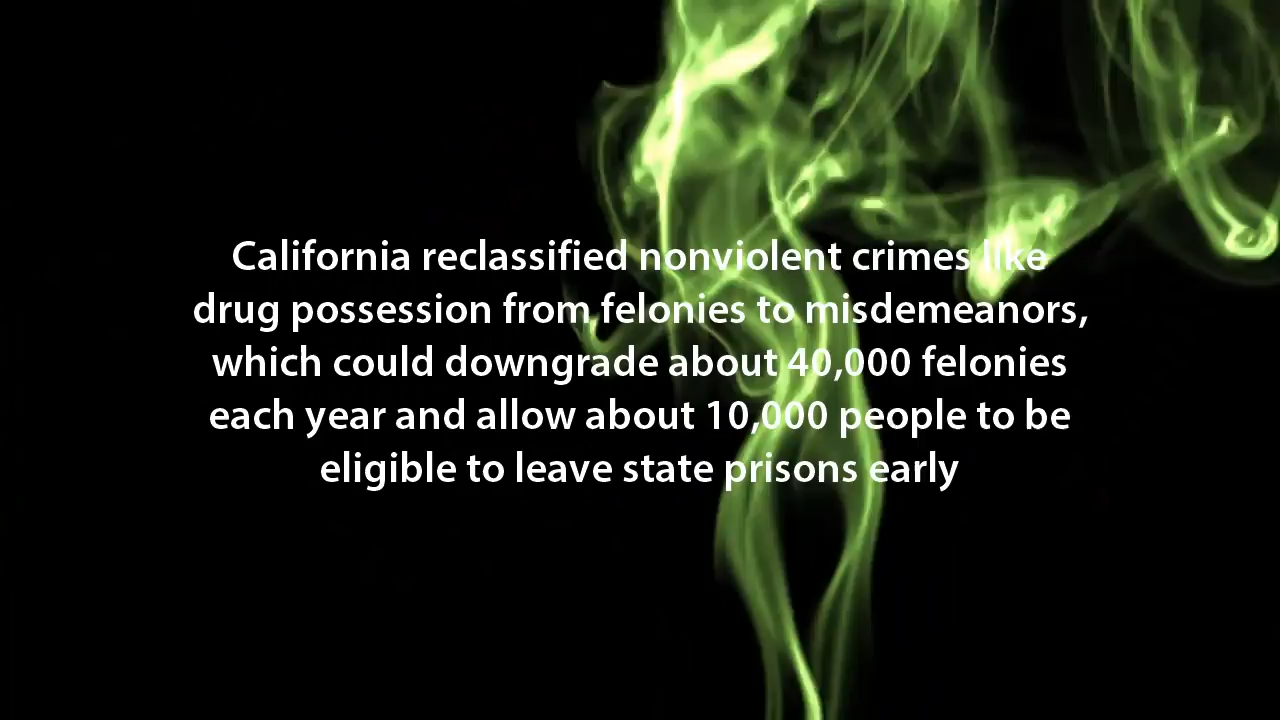 California reclassified nonviolent crimes like
drug possession from felonies to misdemeanors,
which could downgrade about 40,000 felonies
each year and allow about 10,000 people to be
eligible to leave state prisons early